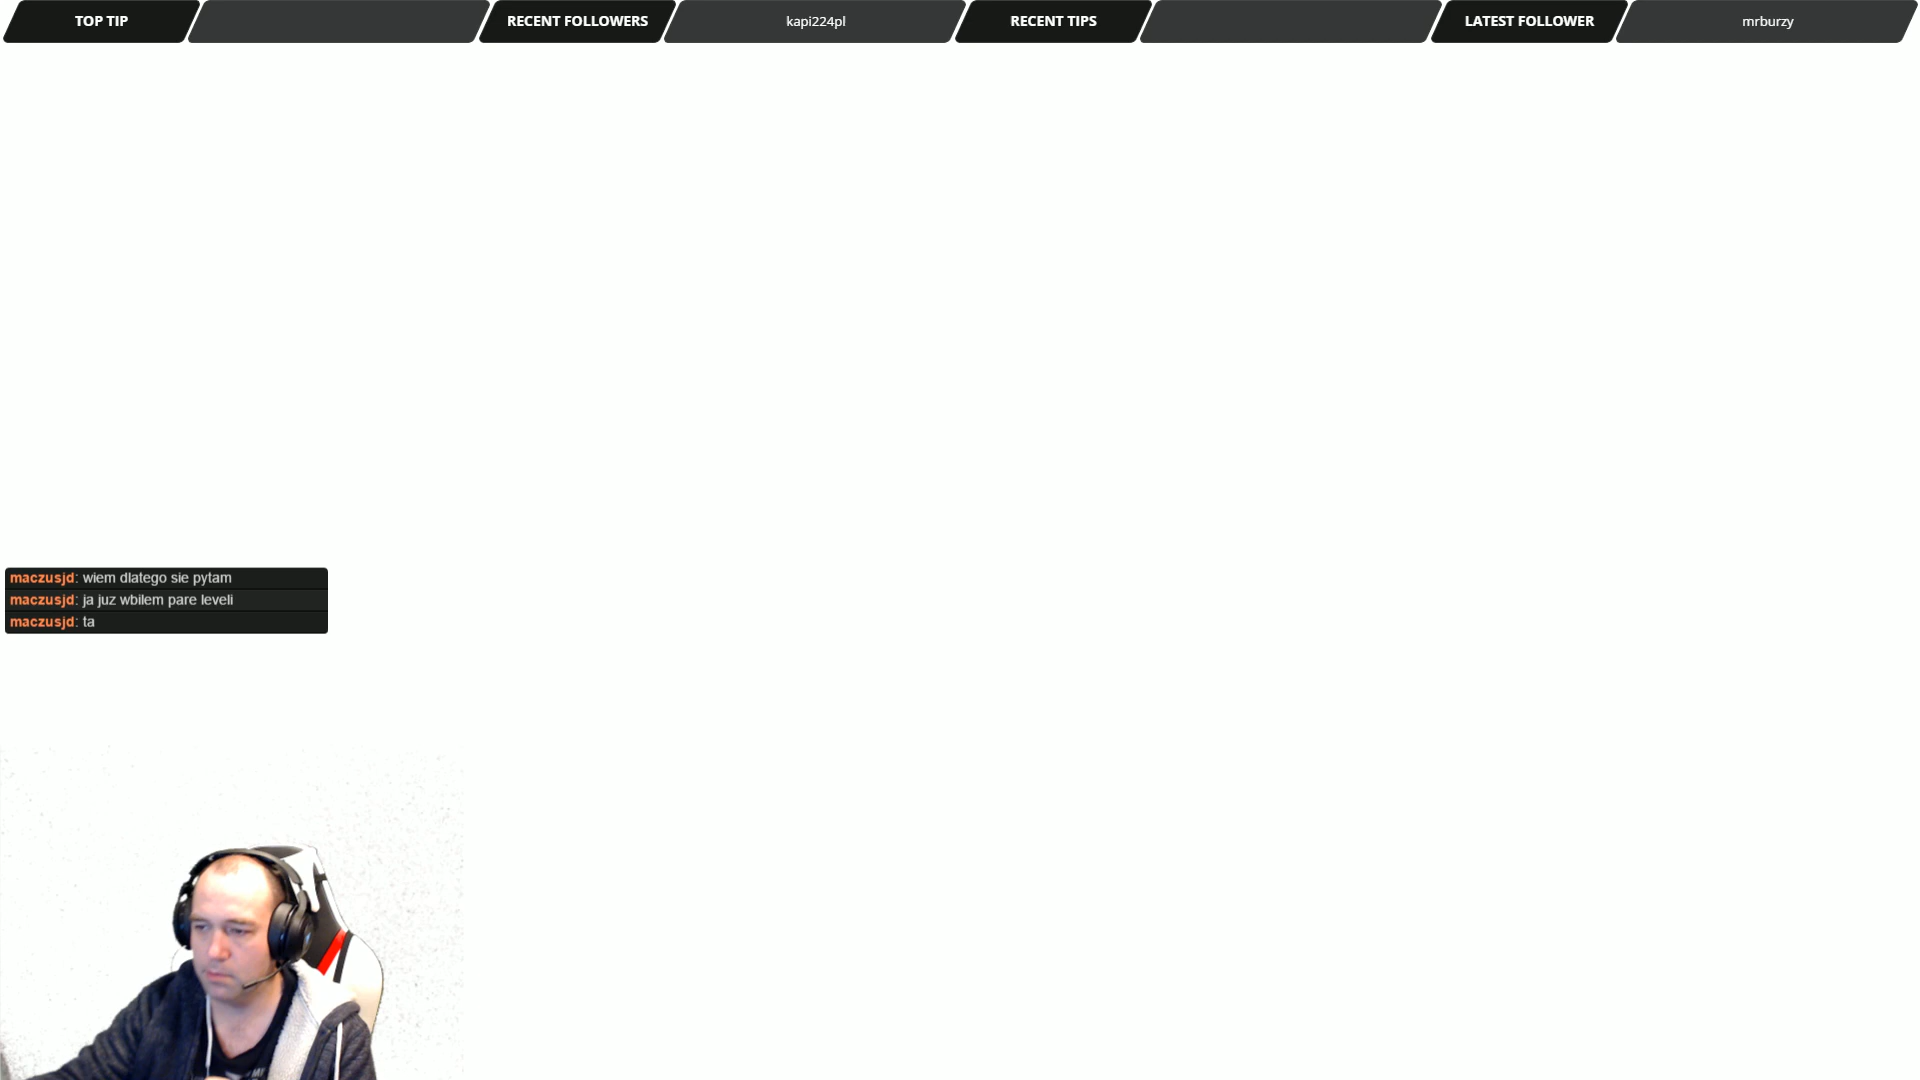 TOP TIP
RECENT FOLLOWERS
kapi224pl
RECENT TIPS
LATEST FOLLOWER
mrburzy
maczusjd: wiem dlatego sie pytam
maczusjd: ja juz wbilem pare leveli
maczusjd: ta